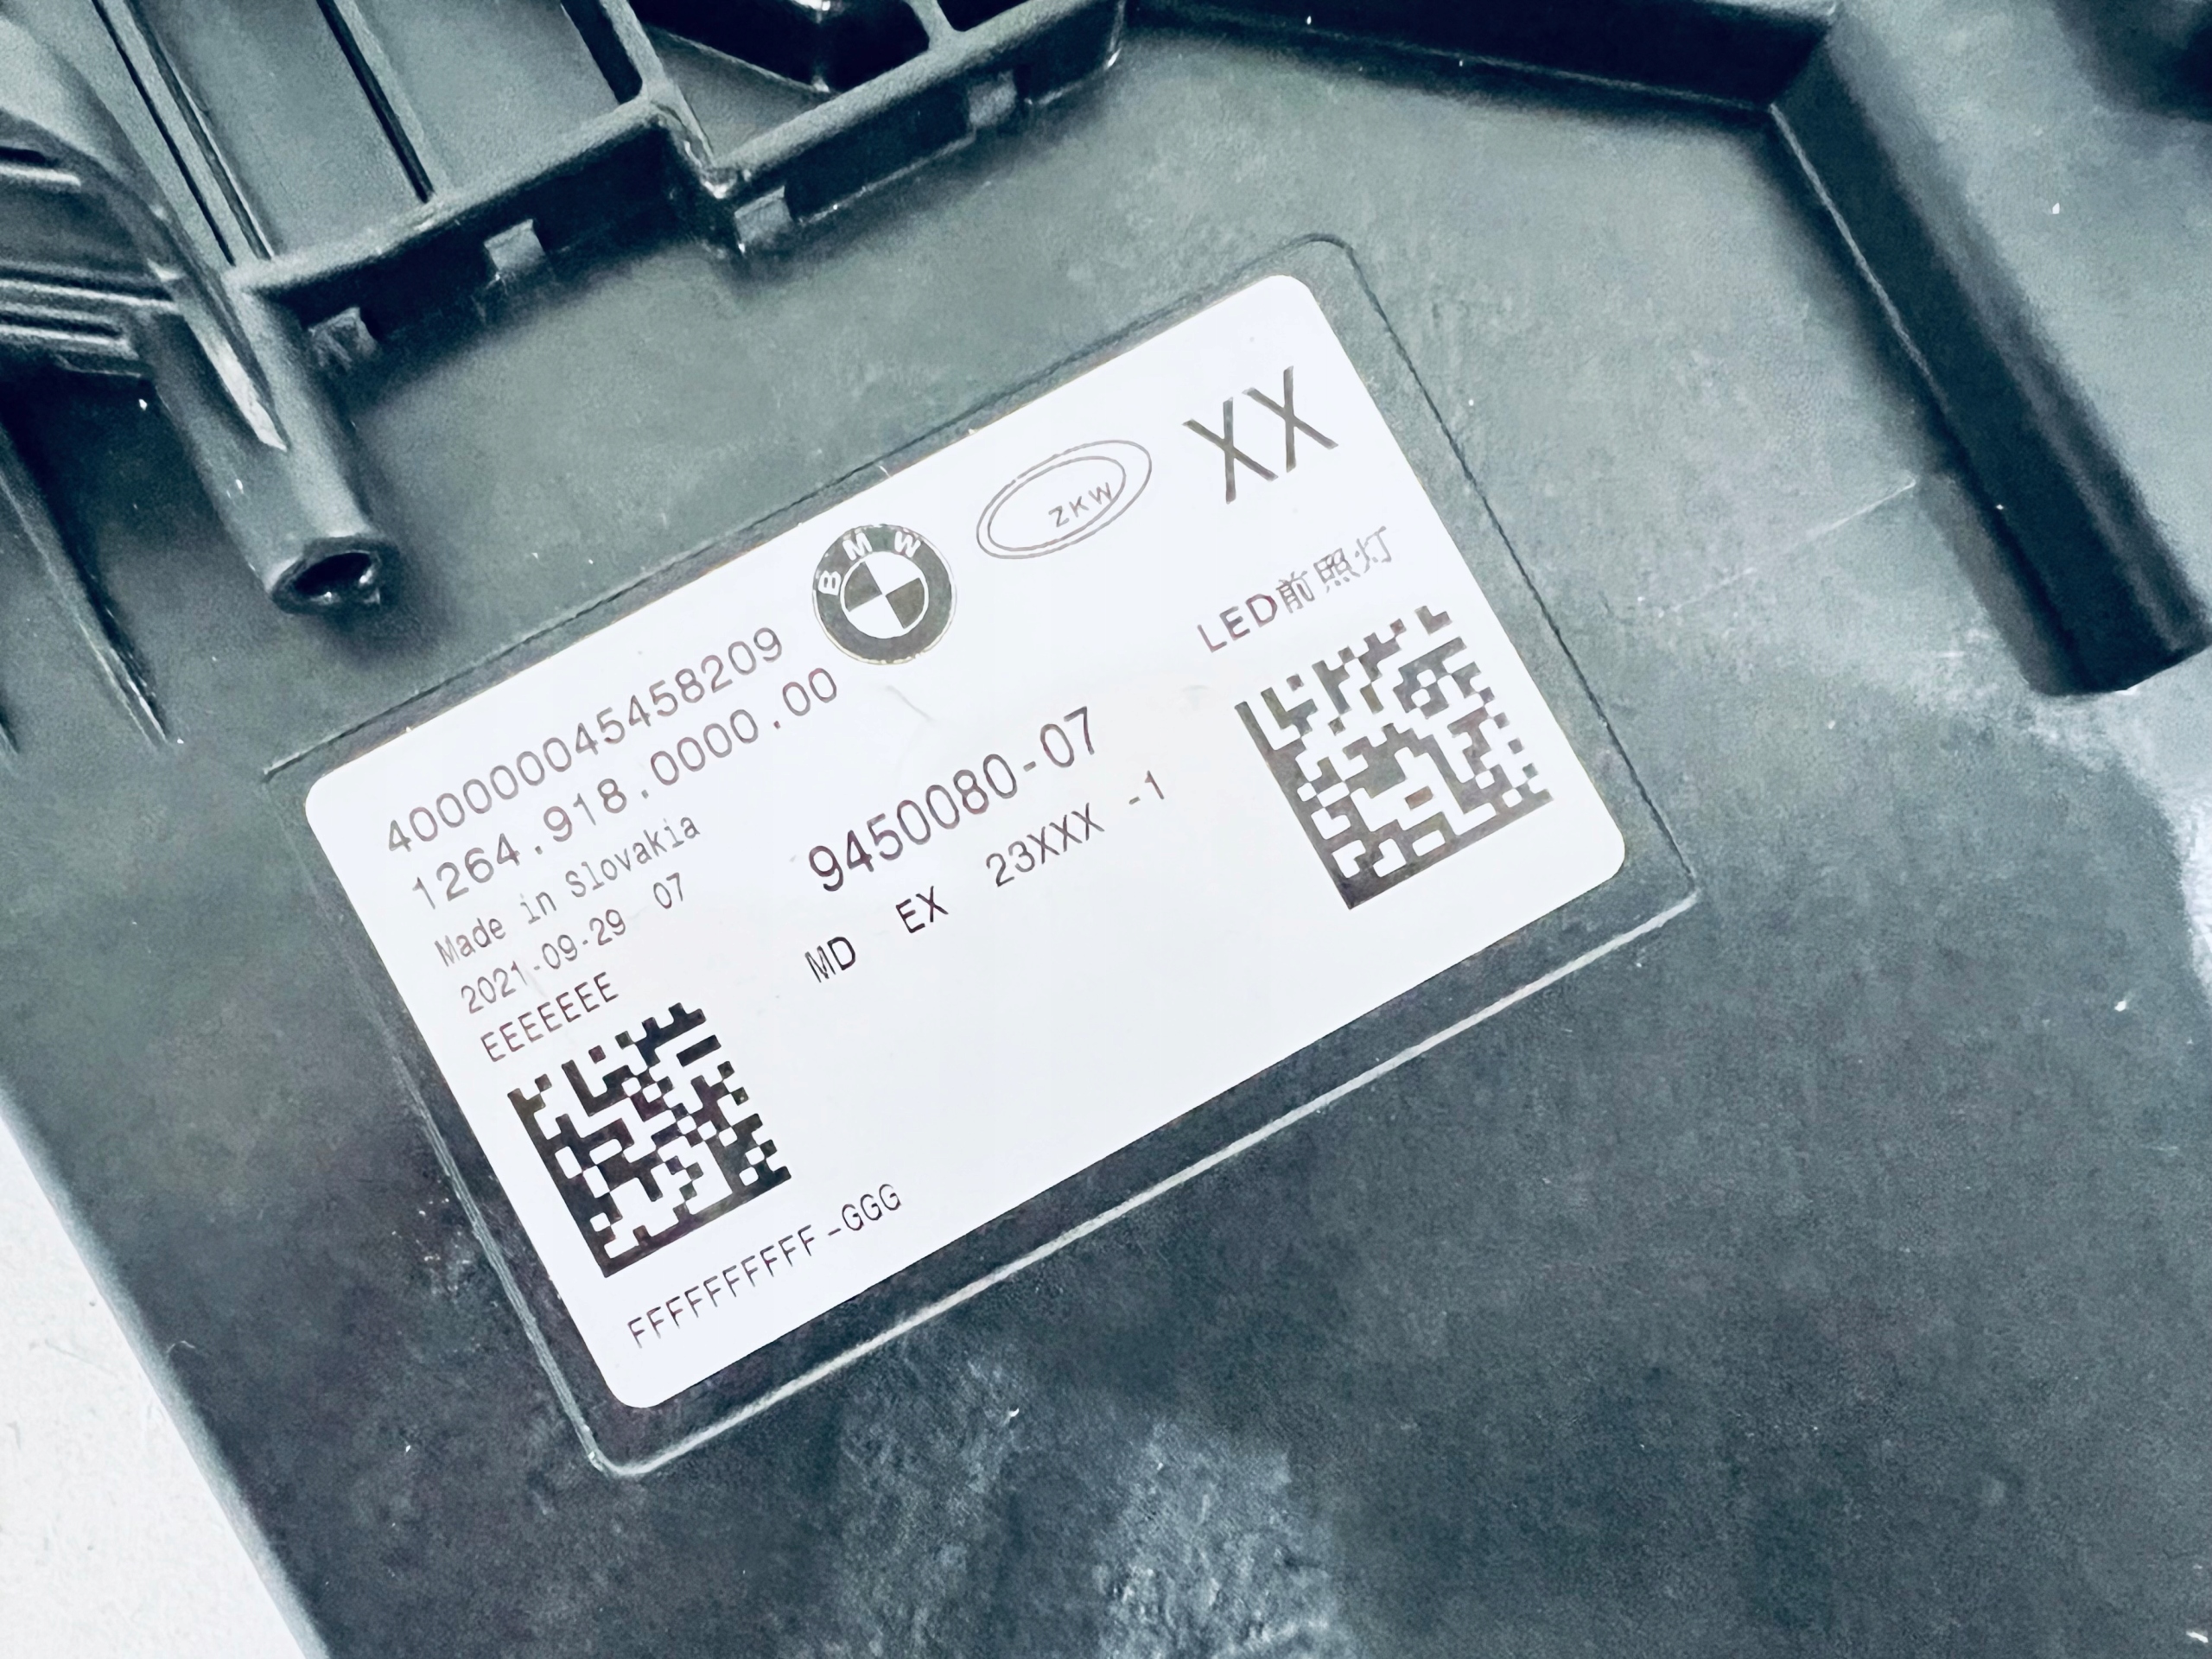 4000000045458209
1264.918.0000.00
Made in Slovakia
2021-09-29 07
EEEEEEE
BMW
ZKW
XX
LED前照灯
9450080-07
MD EX 23XXX -1
FFFFFFFFFF-GGG